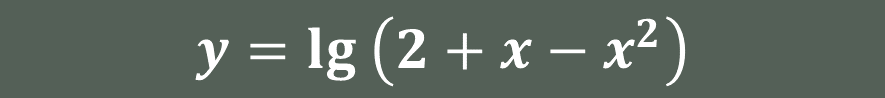 y = lg (2 + x − x²)